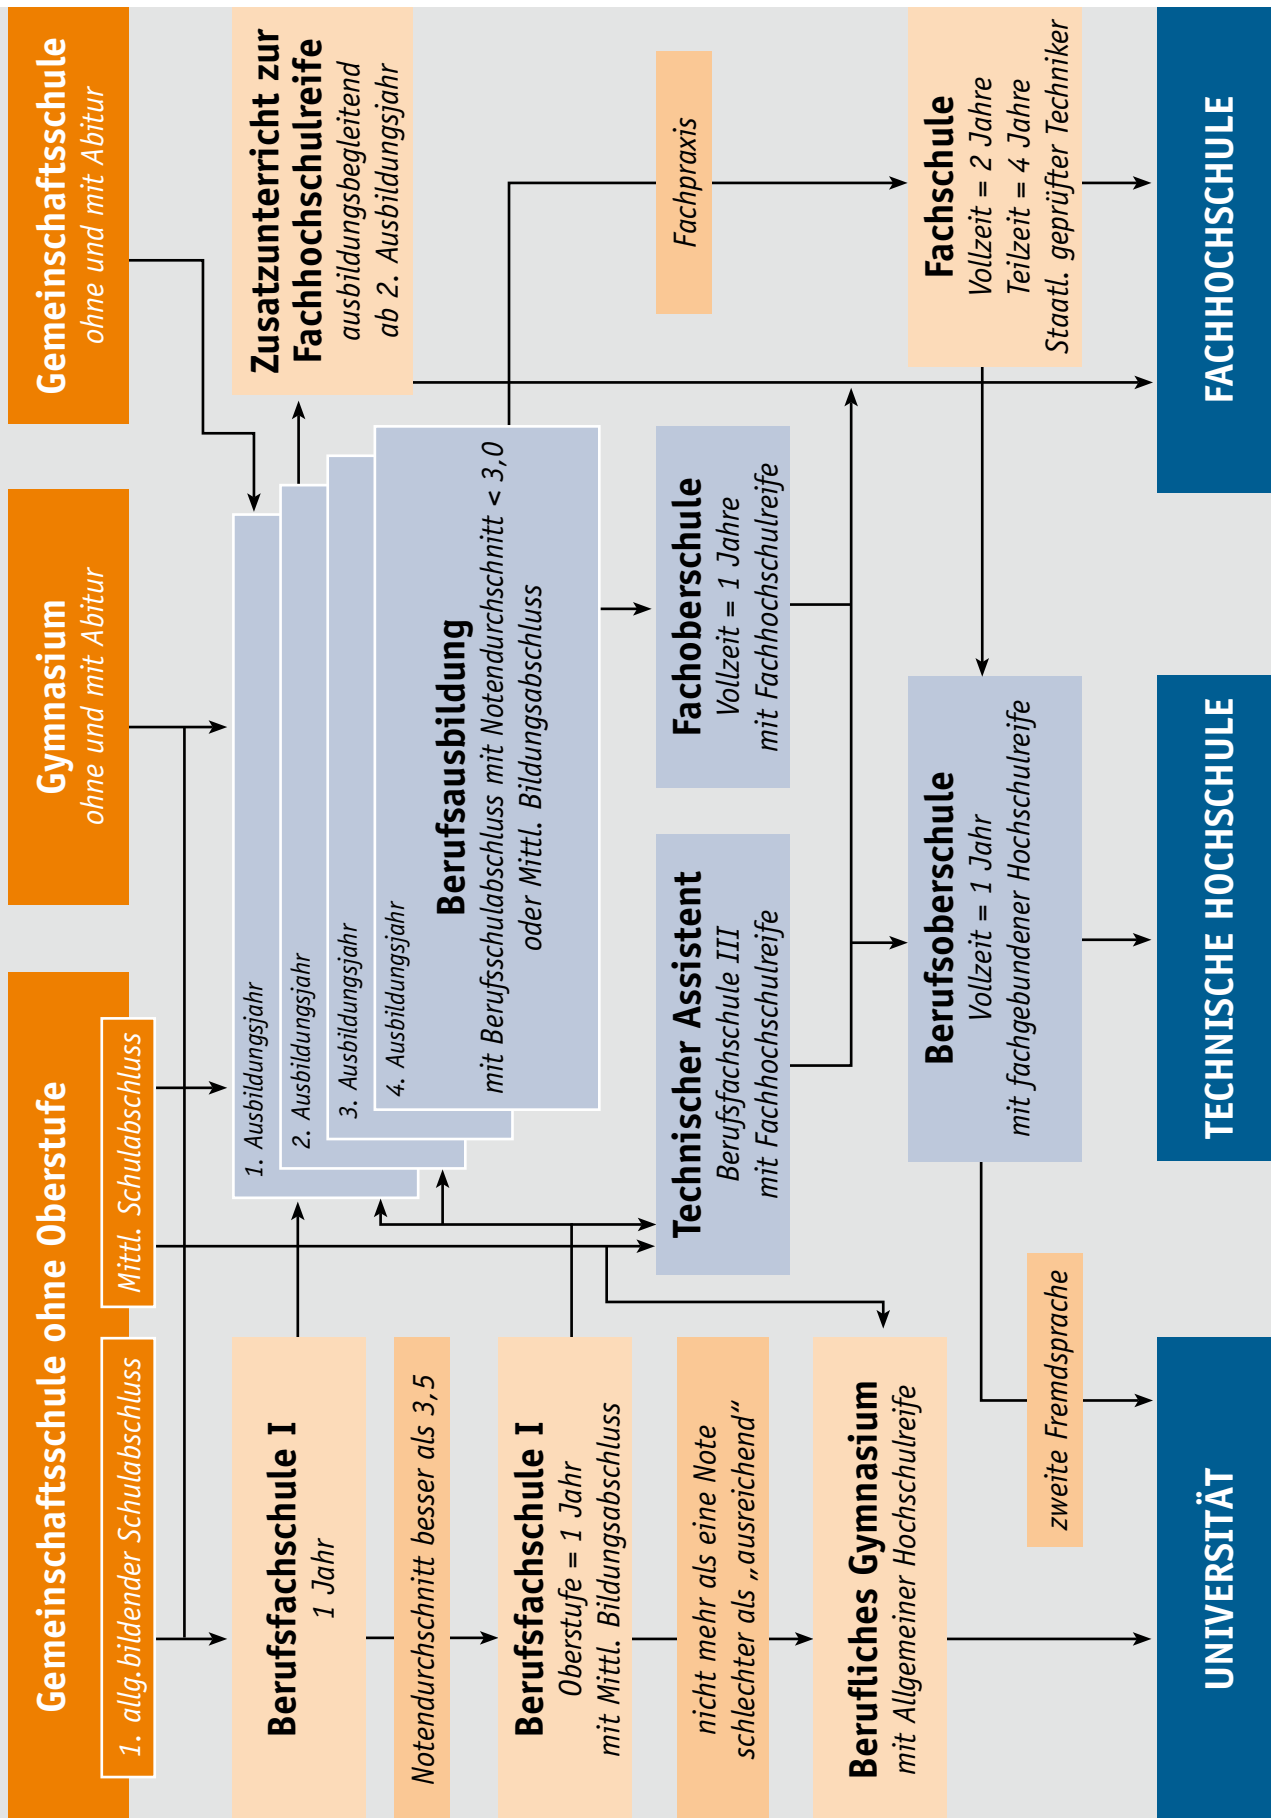 Gemeinschaftsschule ohne Oberstufe
1. allg.bildender Schulabschluss
Mittl. Schulabschluss
Gymnasium
ohne und mit Abitur
Gemeinschaftsschule
ohne und mit Abitur
Berufsfachschule I
1 Jahr
Notendurchschnitt besser als 3,5
Berufsfachschule I
Oberstufe = 1 Jahr
mit Mittl. Bildungsabschluss
nicht mehr als eine Note
schlechter als „ausreichend“
Berufliches Gymnasium
mit Allgemeiner Hochschulreife
1. Ausbildungsjahr
2. Ausbildungsjahr
3. Ausbildungsjahr
4. Ausbildungsjahr
Berufsausbildung
mit Berufsschulabschluss mit Notendurchschnitt < 3,0
oder Mittl. Bildungsabschluss
Zusatzunterricht zur
Fachhochschulreife
ausbildungsbegleitend
ab 2. Ausbildungsjahr
Technischer Assistent
Berufsfachschule III
mit Fachhochschulreife
Fachoberschule
Vollzeit = 1 Jahre
mit Fachhochschulreife
Fachpraxis
Berufsoberschule
Vollzeit = 1 Jahr
mit fachgebundener Hochschulreife
Fachschule
Vollzeit = 2 Jahre
Teilzeit = 4 Jahre
Staatl. geprüfter Techniker
zweite Fremdsprache
UNIVERSITÄT
TECHNISCHE HOCHSCHULE
FACHHOCHSCHULE